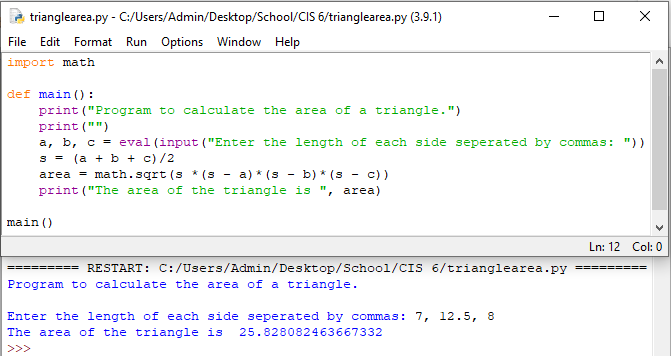 trianglearea.py - C:/Users/Admin/Desktop/School/CIS 6/trianglearea.py (3.9.1)
File Edit Format Run Options Window Help
import math
def main():
    print("Program to calculate the area of a triangle.")
    print("")
    a, b, c = eval(input("Enter the length of each side seperated by commas: "))
    s = (a + b + c)/2
    area = math.sqrt(s *(s - a)*(s - b)*(s - c))
    print("The area of the triangle is ", area)
main()
Ln: 12 Col: 0
========= RESTART: C:/Users/Admin/Desktop/School/CIS 6/trianglearea.py =========
Program to calculate the area of a triangle.
Enter the length of each side seperated by commas: 7, 12.5, 8
The area of the triangle is  25.828082463667332
>>>